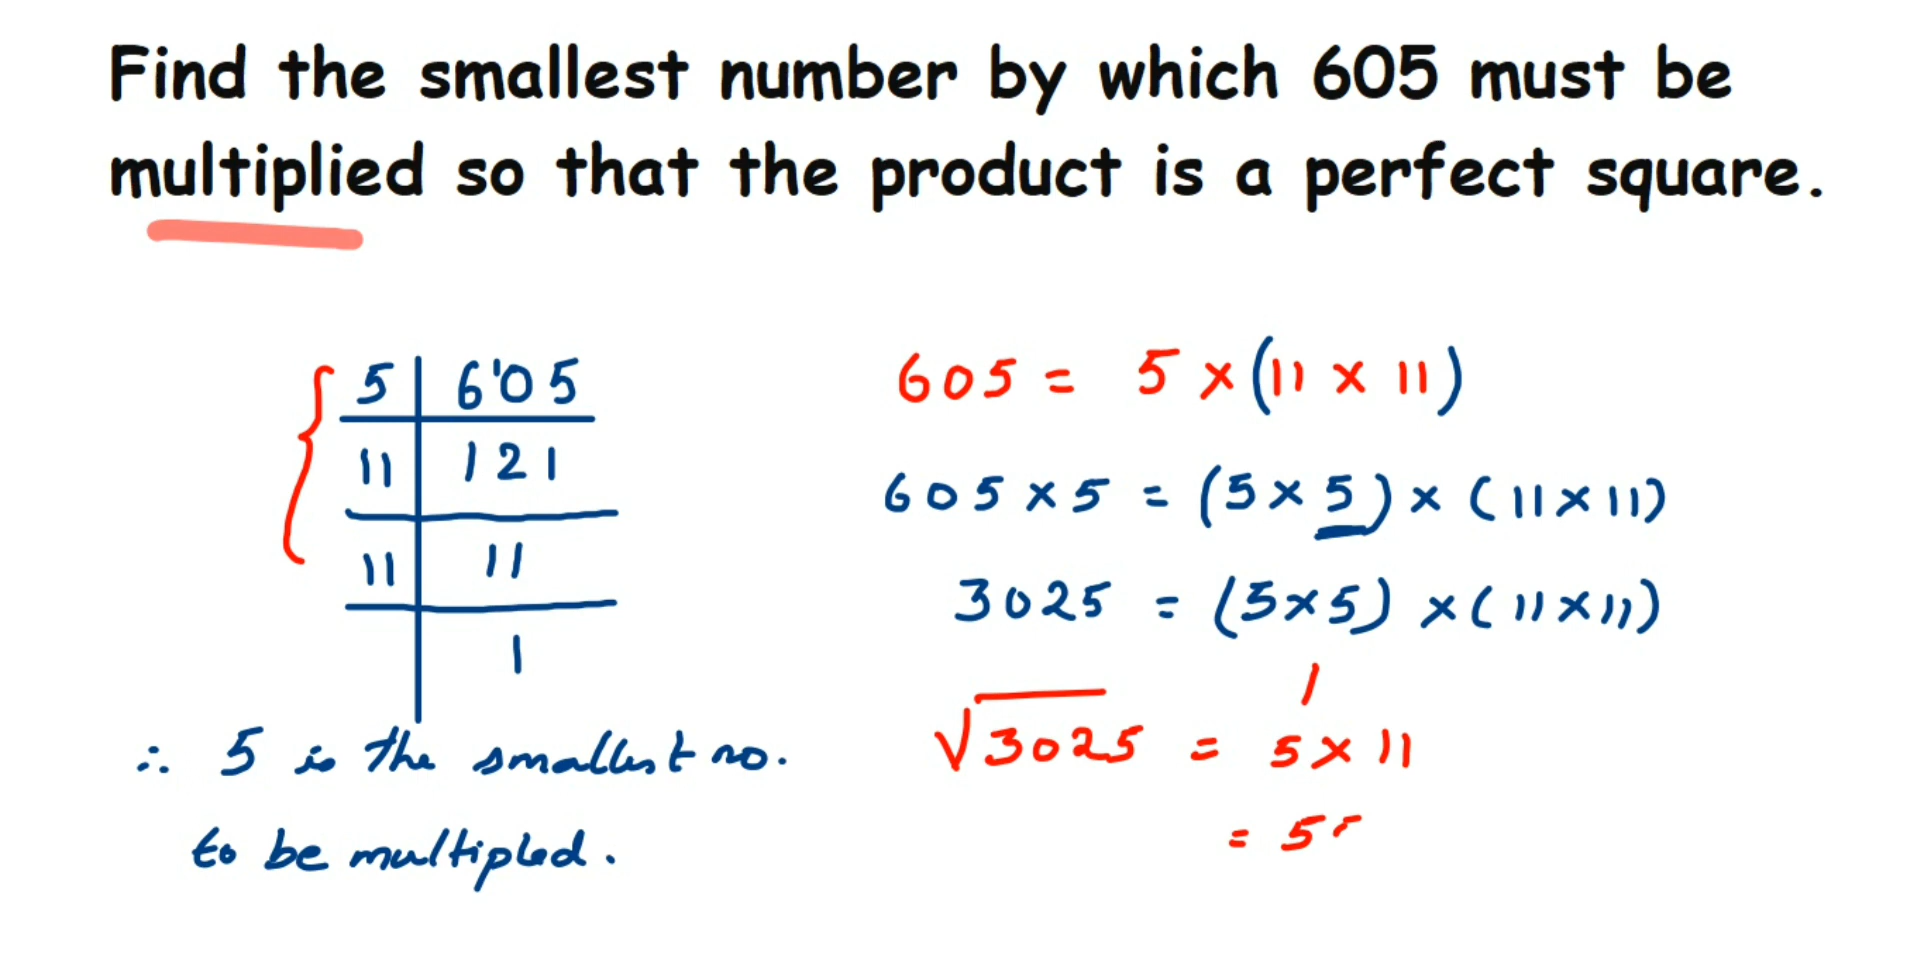 Find the smallest number by which 605 must be
multiplied so that the product is a perfect square.
5 | 6'05
11 | 121
11 | 11
1
∴ 5 is the smallest no.
to be multipled.
605 = 5 × (11 × 11)
605 × 5 = (5 × 5) × (11 × 11)
3025 = (5 × 5) × (11 × 11)
1
√3025 = 5 × 11
= 5